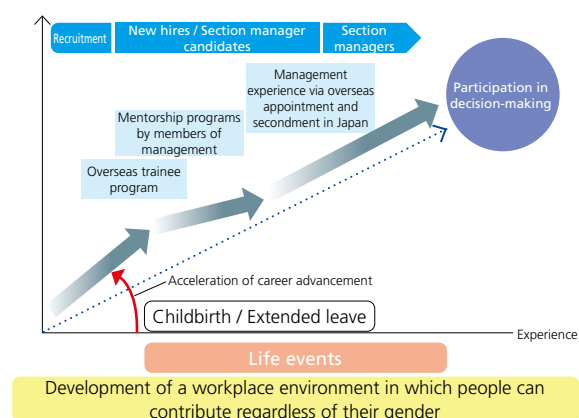 Recruitment
New hires / Section manager
candidates
Section
managers
Management
experience via overseas
appointment and
secondment in Japan
Participation in
decision-making
Mentorship programs
by members of
management
Overseas trainee
program
Acceleration of career advancement
Childbirth / Extended leave
Experience
Life events
Development of a workplace environment in which people can
contribute regardless of their gender